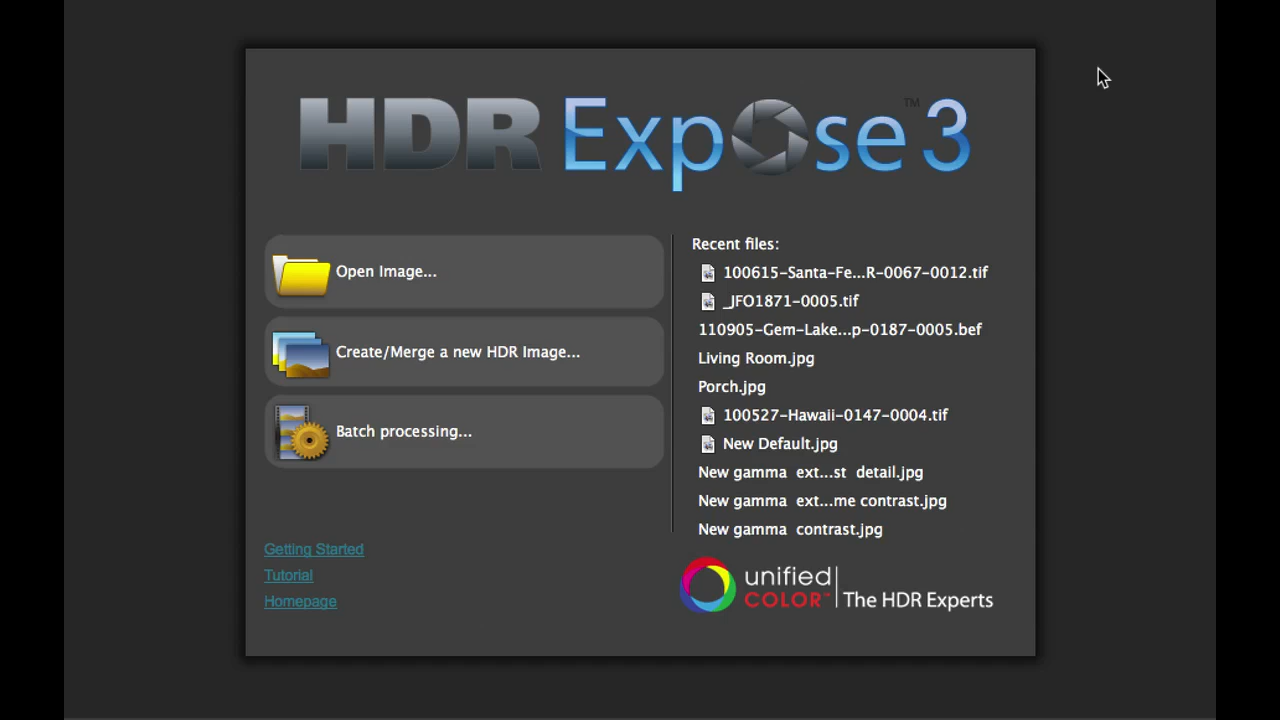 HDR Expose™ 3
Open Image...
Create/Merge a new HDR Image...
Batch processing...
Getting Started
Tutorial
Homepage
Recent files:
100615-Santa-Fe...R-0067-0012.tif
_JFO1871-0005.tif
110905-Gem-Lake...p-0187-0005.bef
Living Room.jpg
Porch.jpg
100527-Hawaii-0147-0004.tif
New Default.jpg
New gamma  ext...st  detail.jpg
New gamma  ext...me contrast.jpg
New gamma  contrast.jpg
unified
COLOR™
The HDR Experts